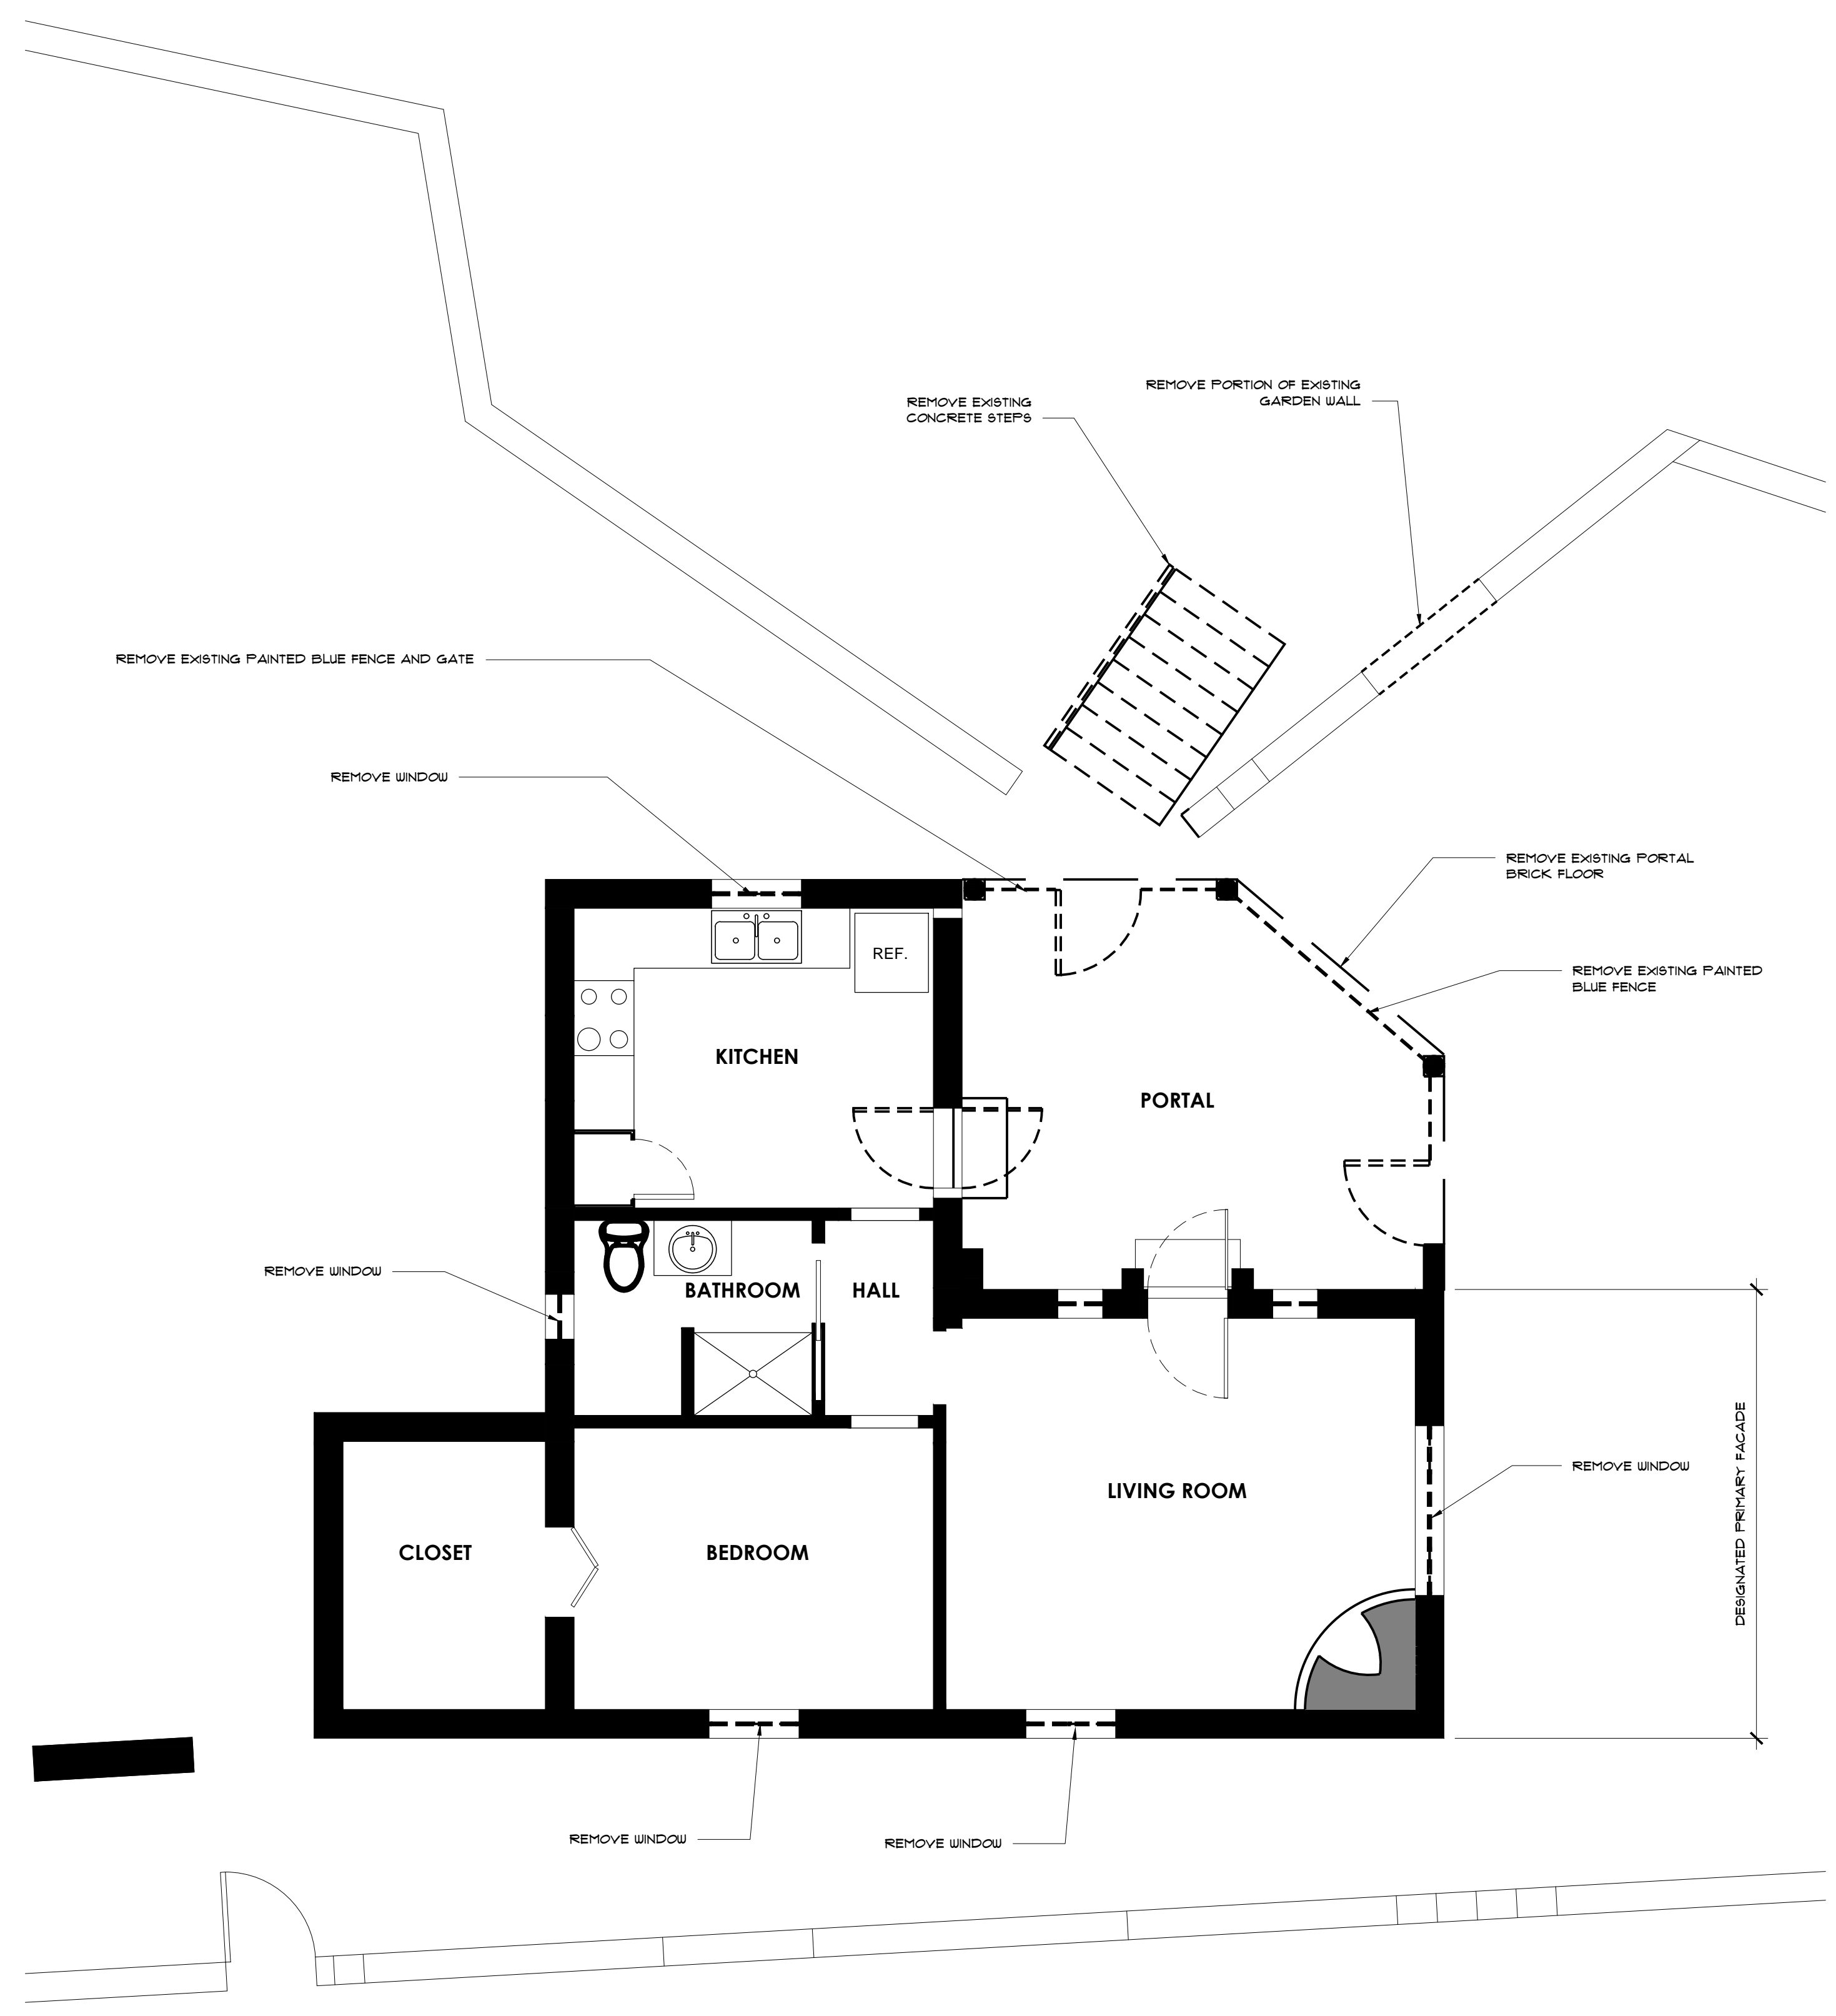 REMOVE PORTION OF EXISTING
GARDEN WALL
REMOVE EXISTING
CONCRETE STEPS
REMOVE EXISTING PAINTED BLUE FENCE AND GATE
REMOVE WINDOW
REMOVE EXISTING PORTAL
BRICK FLOOR
REF.
REMOVE EXISTING PAINTED
BLUE FENCE
KITCHEN
PORTAL
REMOVE WINDOW
BATHROOM
HALL
REMOVE WINDOW
LIVING ROOM
DESIGNATED PRIMARY FACADE
CLOSET
BEDROOM
REMOVE WINDOW
REMOVE WINDOW